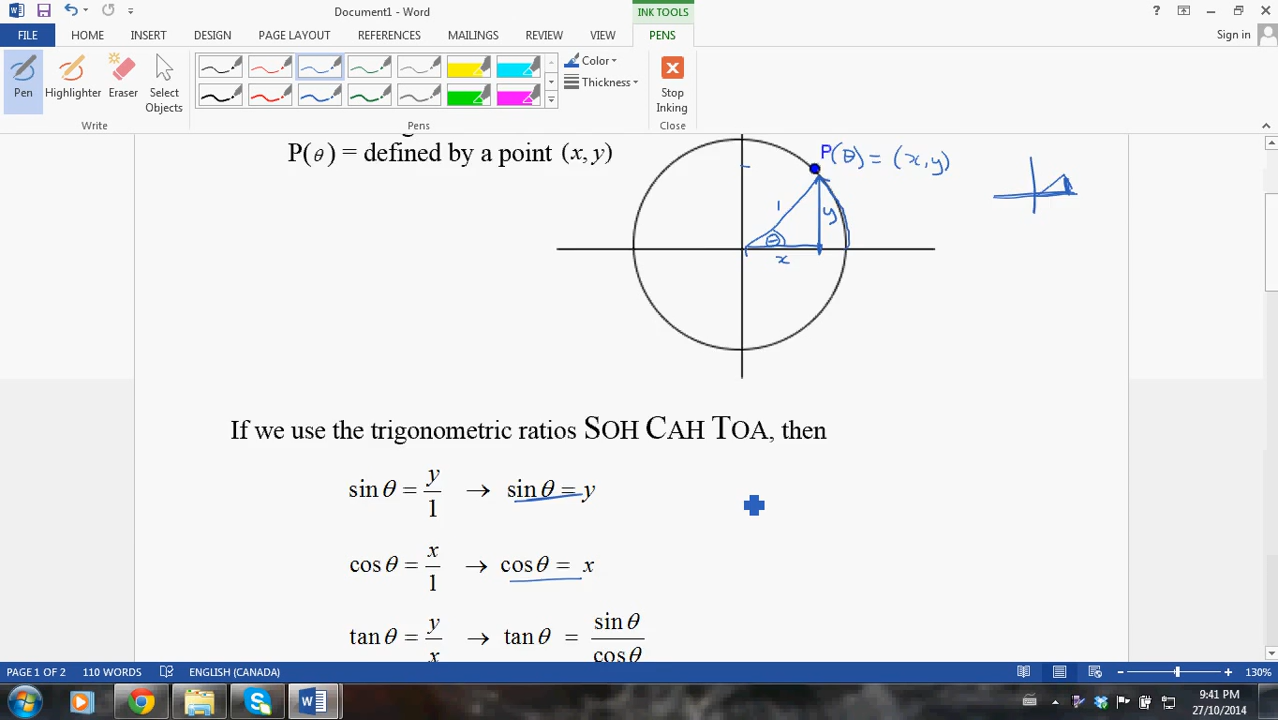 Document1 - Word
INK TOOLS
? Sign in
FILE HOME INSERT DESIGN PAGE LAYOUT REFERENCES MAILINGS REVIEW VIEW PENS
Pen Highlighter Eraser Select Objects
Color
Thickness
Stop Inking
Write Pens Close
P(θ) = defined by a point (x, y)
P(θ) = (x, y)
1
y
θ
x
If we use the trigonometric ratios SOH CAH TOA, then
sin θ = y/1 → sin θ = y
cos θ = x/1 → cos θ = x
tan θ = y/x → tan θ = sin θ/cos θ
PAGE 1 OF 2 110 WORDS ENGLISH (CANADA) 130%
9:41 PM
27/10/2014